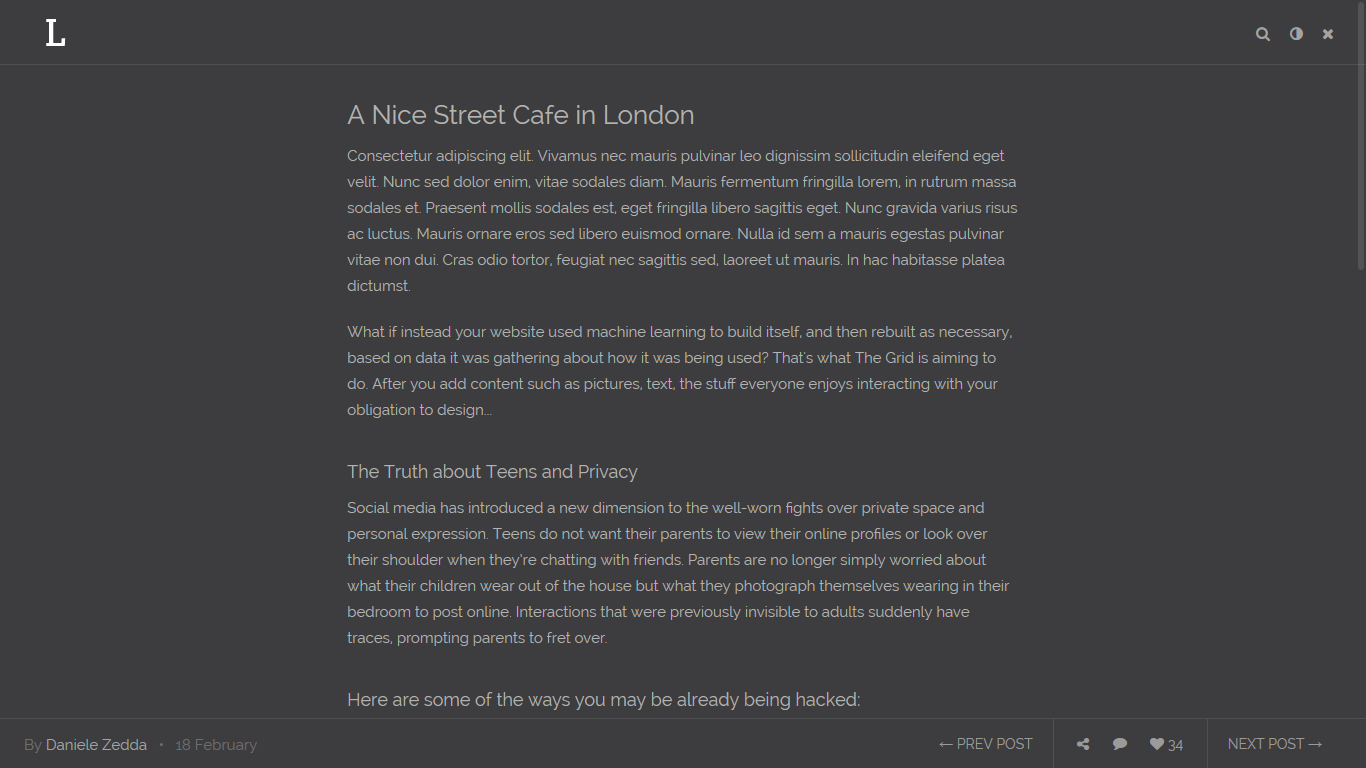 L
A Nice Street Cafe in London
Consectetur adipiscing elit. Vivamus nec mauris pulvinar leo dignissim sollicitudin eleifend eget
velit. Nunc sed dolor enim, vitae sodales diam. Mauris fermentum fringilla lorem, in rutrum massa
sodales et. Praesent mollis sodales est, eget fringilla libero sagittis eget. Nunc gravida varius risus
ac luctus. Mauris ornare eros sed libero euismod ornare. Nulla id sem a mauris egestas pulvinar
vitae non dui. Cras odio tortor, feugiat nec sagittis sed, laoreet ut mauris. In hac habitasse platea
dictumst.
What if instead your website used machine learning to build itself, and then rebuilt as necessary,
based on data it was gathering about how it was being used? That's what The Grid is aiming to
do. After you add content such as pictures, text, the stuff everyone enjoys interacting with your
obligation to design...
The Truth about Teens and Privacy
Social media has introduced a new dimension to the well-worn fights over private space and
personal expression. Teens do not want their parents to view their online profiles or look over
their shoulder when they're chatting with friends. Parents are no longer simply worried about
what their children wear out of the house but what they photograph themselves wearing in their
bedroom to post online. Interactions that were previously invisible to adults suddenly have
traces, prompting parents to fret over.
Here are some of the ways you may be already being hacked:
By Daniele Zedda • 18 February
← PREV POST
34
NEXT POST →